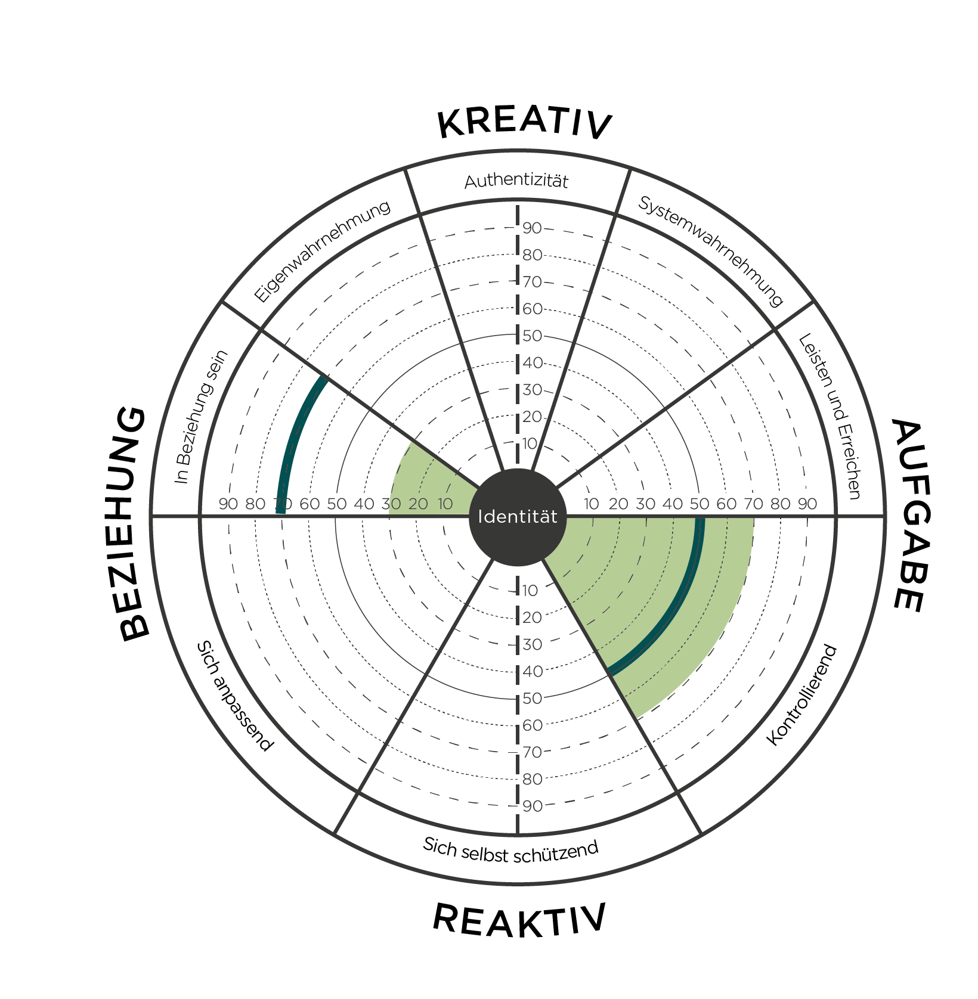 KREATIV
Authentizität
Eigenwahrnehmung
Systemwahrnehmung
In Beziehung sein
Leisten und Erreichen
BEZIEHUNG
AUFGABE
90
80
70
60
50
40
30
20
10
90 80 70 60 50 40 30 20 10
10 20 30 40 50 60 70 80 90
Identität
10
20
30
40
50
60
70
80
90
Sich anpassend
Kontrollierend
Sich selbst schützend
REAKTIV